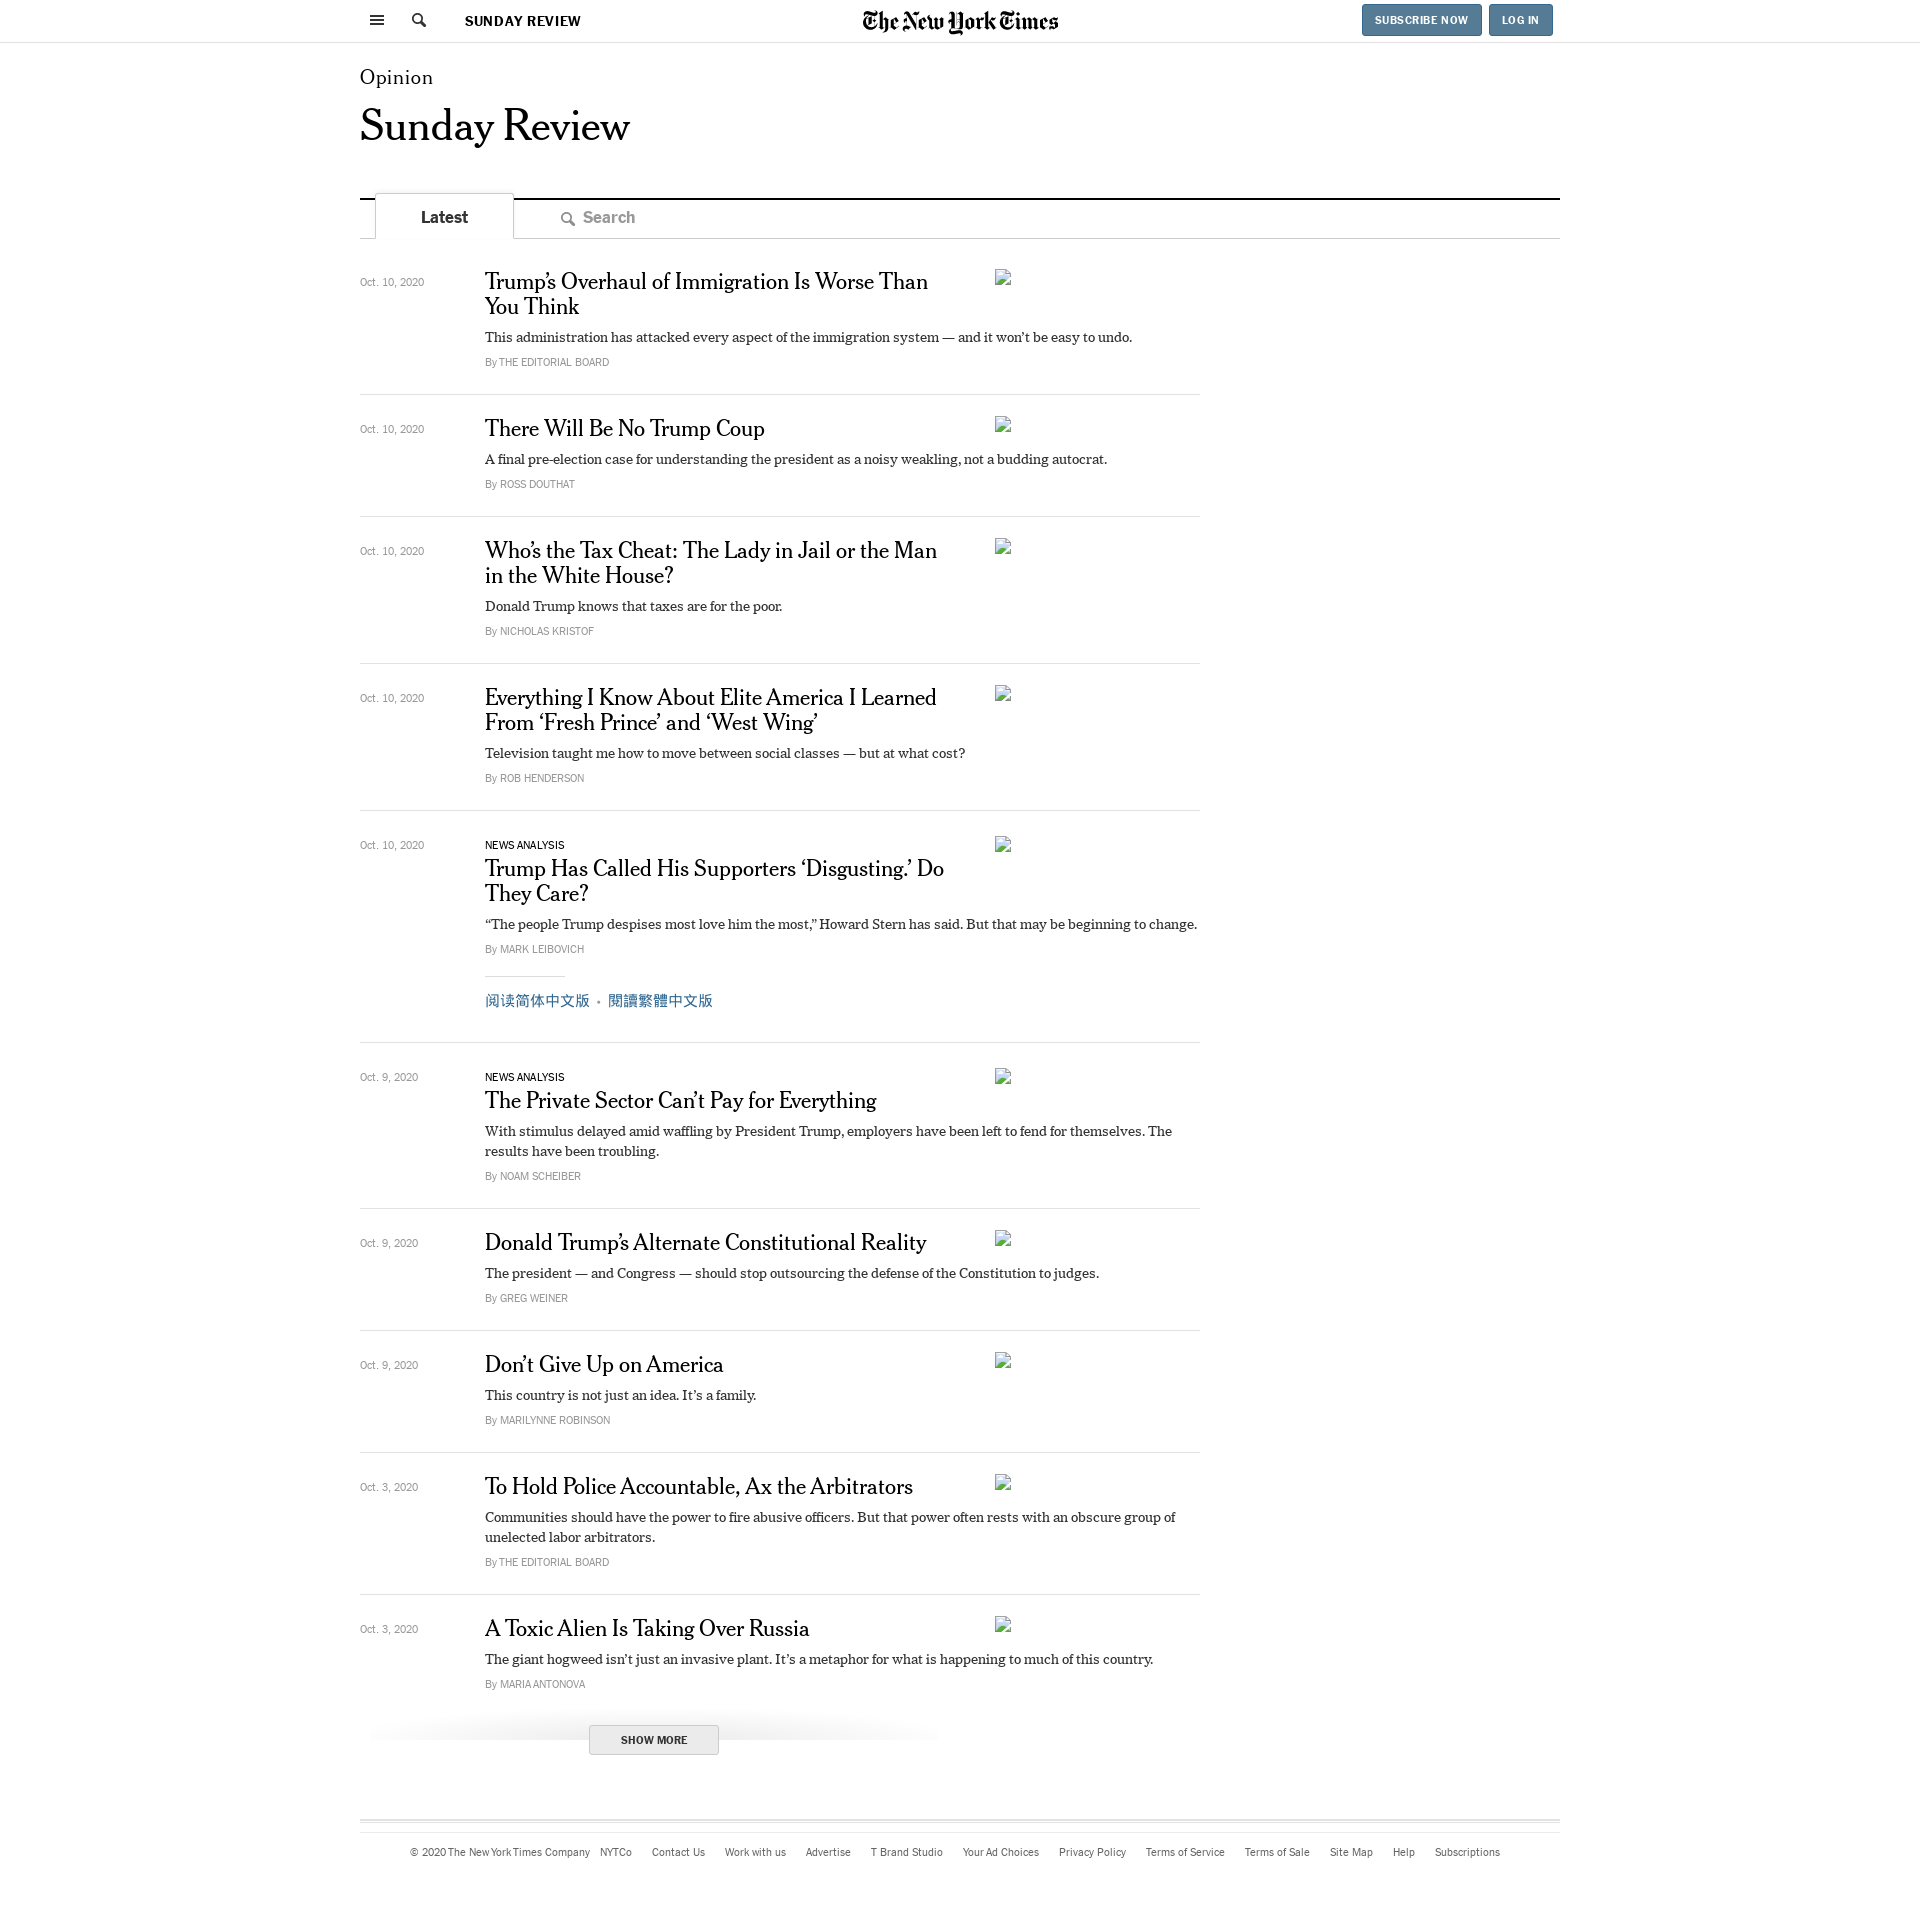 SUNDAY REVIEW
The New York Times
SUBSCRIBE NOW
LOG IN
Opinion
Sunday Review
Latest
Search
Oct. 10, 2020
Trump’s Overhaul of Immigration Is Worse Than
You Think
This administration has attacked every aspect of the immigration system — and it won’t be easy to undo.
By THE EDITORIAL BOARD
Oct. 10, 2020
There Will Be No Trump Coup
A final pre-election case for understanding the president as a noisy weakling, not a budding autocrat.
By ROSS DOUTHAT
Oct. 10, 2020
Who’s the Tax Cheat: The Lady in Jail or the Man
in the White House?
Donald Trump knows that taxes are for the poor.
By NICHOLAS KRISTOF
Oct. 10, 2020
Everything I Know About Elite America I Learned
From ‘Fresh Prince’ and ‘West Wing’
Television taught me how to move between social classes — but at what cost?
By ROB HENDERSON
Oct. 10, 2020
NEWS ANALYSIS
Trump Has Called His Supporters ‘Disgusting.’ Do
They Care?
“The people Trump despises most love him the most,” Howard Stern has said. But that may be beginning to change.
By MARK LEIBOVICH
阅读简体中文版 • 閱讀繁體中文版
Oct. 9, 2020
NEWS ANALYSIS
The Private Sector Can’t Pay for Everything
With stimulus delayed amid waffling by President Trump, employers have been left to fend for themselves. The
results have been troubling.
By NOAM SCHEIBER
Oct. 9, 2020
Donald Trump’s Alternate Constitutional Reality
The president — and Congress — should stop outsourcing the defense of the Constitution to judges.
By GREG WEINER
Oct. 9, 2020
Don’t Give Up on America
This country is not just an idea. It’s a family.
By MARILYNNE ROBINSON
Oct. 3, 2020
To Hold Police Accountable, Ax the Arbitrators
Communities should have the power to fire abusive officers. But that power often rests with an obscure group of
unelected labor arbitrators.
By THE EDITORIAL BOARD
Oct. 3, 2020
A Toxic Alien Is Taking Over Russia
The giant hogweed isn’t just an invasive plant. It’s a metaphor for what is happening to much of this country.
By MARIA ANTONOVA
SHOW MORE
© 2020 The New York Times Company NYTCo Contact Us Work with us Advertise T Brand Studio Your Ad Choices Privacy Policy Terms of Service Terms of Sale Site Map Help Subscriptions